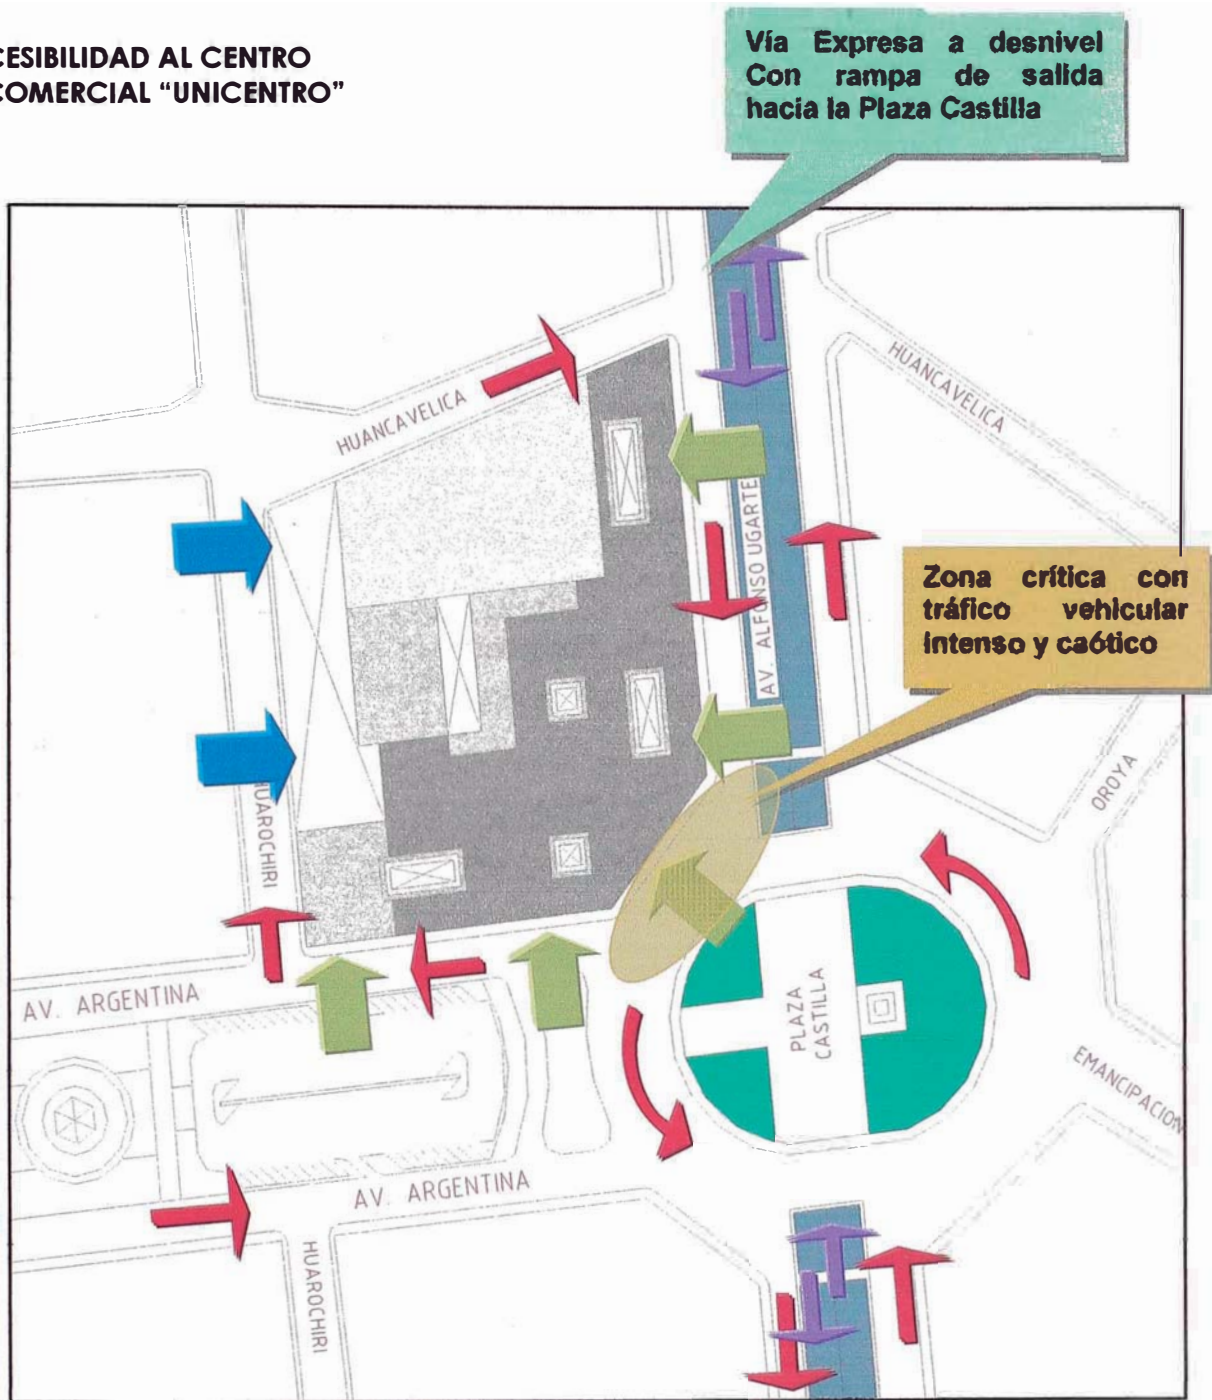 CESIBILIDAD AL CENTRO
COMERCIAL “UNICENTRO”
Vía Expresa a desnivel
Con rampa de salida
hacia la Plaza Castilla
HUANCAVELICA
HUANCAVELICA
AV. ALFONSO UGARTE
Zona crítica con
tráfico vehicular
intenso y caótico
OROYA
HUAROCHIRI
AV. ARGENTINA
PLAZA
CASTILLA
EMANCIPACION
AV. ARGENTINA
HUAROCHIRI